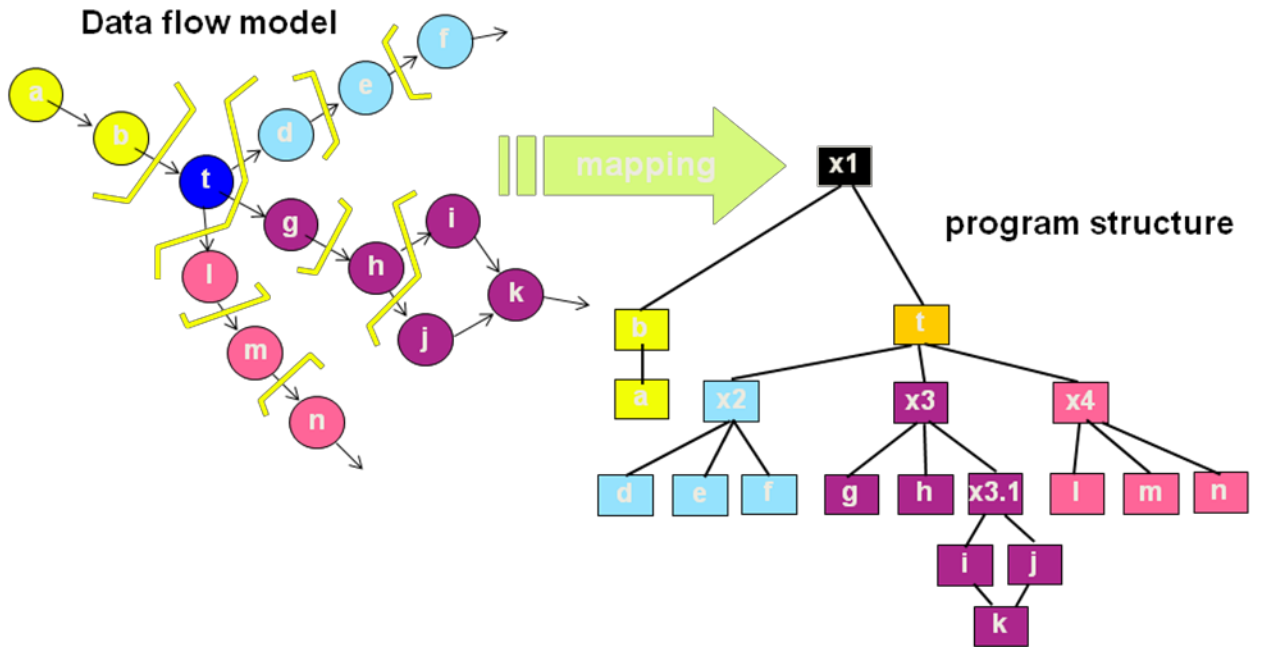 Data flow model
a
b
t
d
e
f
g
h
i
j
k
l
m
n
mapping
program structure
x1
b
t
a
x2
x3
x4
d
e
f
g
h
x3.1
l
m
n
i
j
k